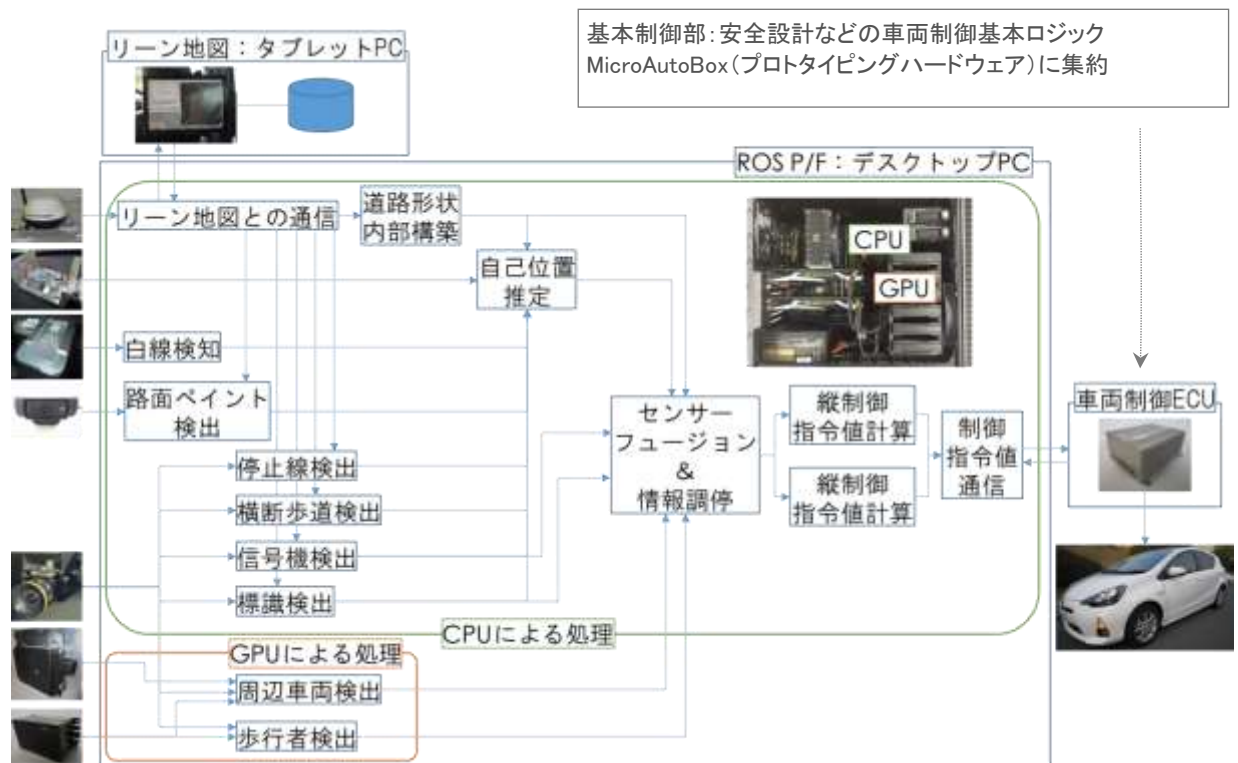 基本制御部：安全設計などの車両制御基本ロジック
MicroAutoBox（プロトタイピングハードウェア）に集約
リーン地図：タブレットPC
ROS P/F：デスクトップPC
リーン地図との通信
道路形状
内部構築
CPU
GPU
自己位置
推定
白線検知
路面ペイント
検出
センサー
フュージョン
&
情報調停
縦制御
指令値計算
縦制御
指令値計算
制御
指令値
通信
車両制御ECU
停止線検出
横断歩道検出
信号機検出
標識検出
CPUによる処理
GPUによる処理
周辺車両検出
歩行者検出